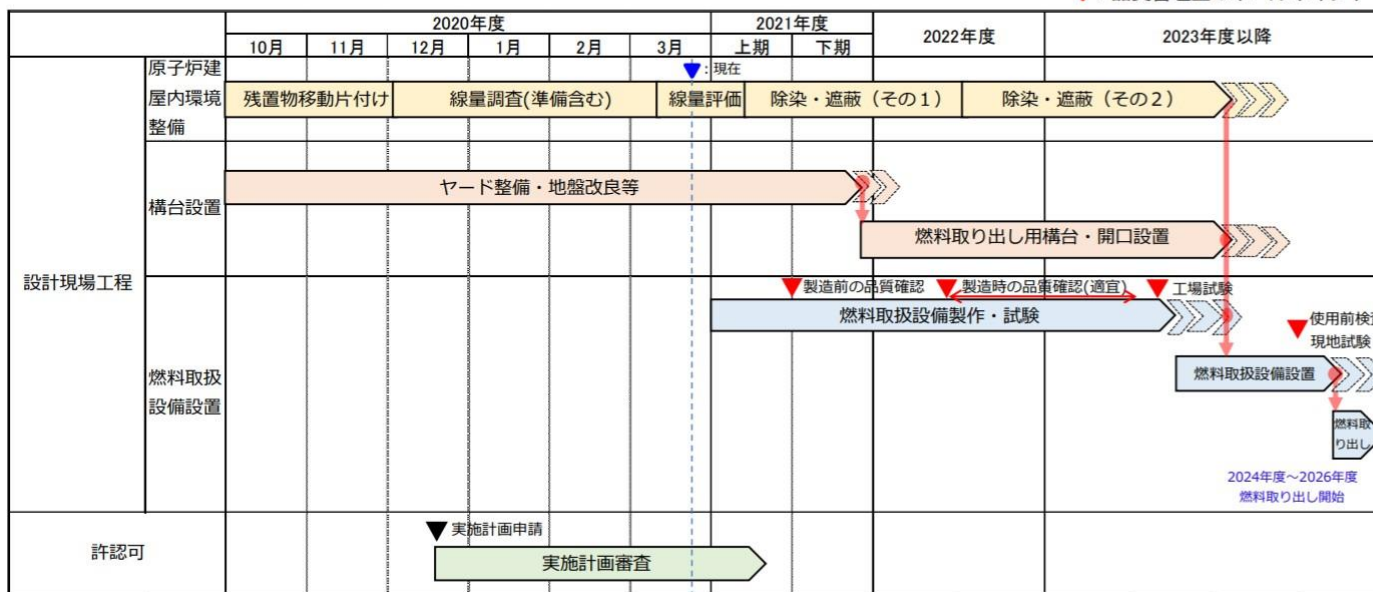 2020年度
2021年度
2022年度
2023年度以降
10月
11月
12月
1月
2月
3月
上期
下期
設計現場工程
原子炉建
屋内環境
整備
:現在
残置物移動片付け
線量調査(準備含む)
線量評価
除染・遮蔽(その1)
除染・遮蔽(その2)
構台設置
ヤード整備・地盤改良等
燃料取り出し用構台・開口設置
燃料取扱
設備設置
製造前の品質確認
製造時の品質確認(適宜)
工場試験
燃料取扱設備製作・試験
使用前検査
現地試験
燃料取扱設備設置
燃料取
り出し
2024年度~2026年度
燃料取り出し開始
許認可
実施計画申請
実施計画審査